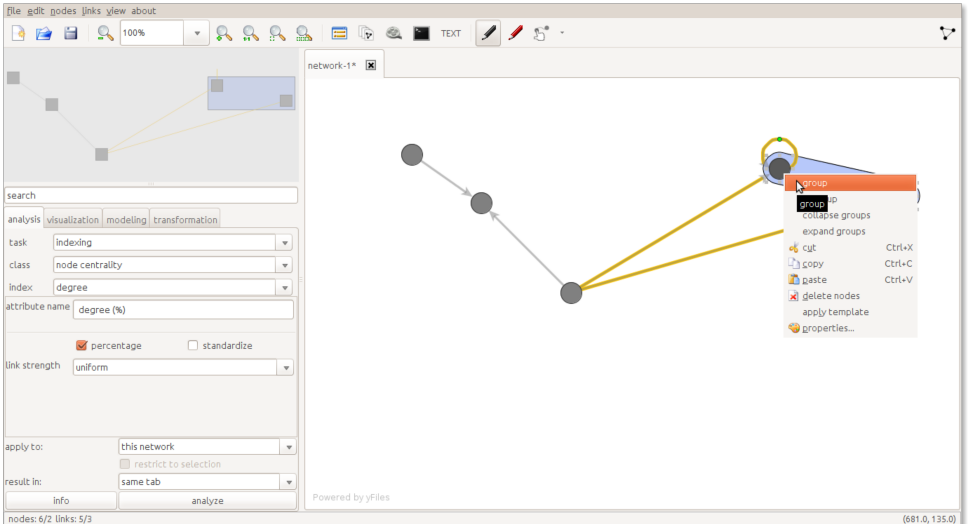 file edit nodes links view about
100%
TEXT
network-1*
search
analysis visualization modeling transformation
task indexing
class node centrality
index degree
attribute name degree (%)
percentage standardize
link strength uniform
apply to: this network
restrict to selection
result in: same tab
info analyze
group
group
collapse groups
expand groups
cut Ctrl+X
copy Ctrl+C
paste Ctrl+V
delete nodes
apply template
properties...
Powered by yFiles
nodes: 6/2 links: 5/3 (681.0, 135.0)